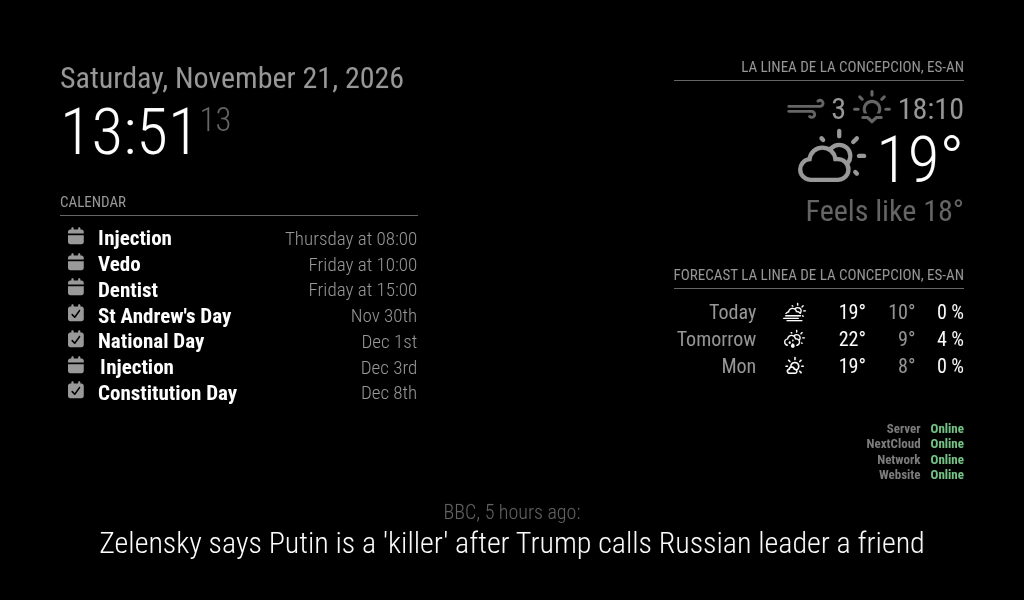 Saturday, November 21, 2026
13:51 13
CALENDAR
Injection Thursday at 08:00
Vedo Friday at 10:00
Dentist Friday at 15:00
St Andrew's Day Nov 30th
National Day Dec 1st
Injection Dec 3rd
Constitution Day Dec 8th
LA LINEA DE LA CONCEPCION, ES-AN
3 18:10
19°
Feels like 18°
FORECAST LA LINEA DE LA CONCEPCION, ES-AN
Today 19° 10° 0 %
Tomorrow 22° 9° 4 %
Mon 19° 8° 0 %
Server Online
NextCloud Online
Network Online
Website Online
BBC, 5 hours ago:
Zelensky says Putin is a 'killer' after Trump calls Russian leader a friend